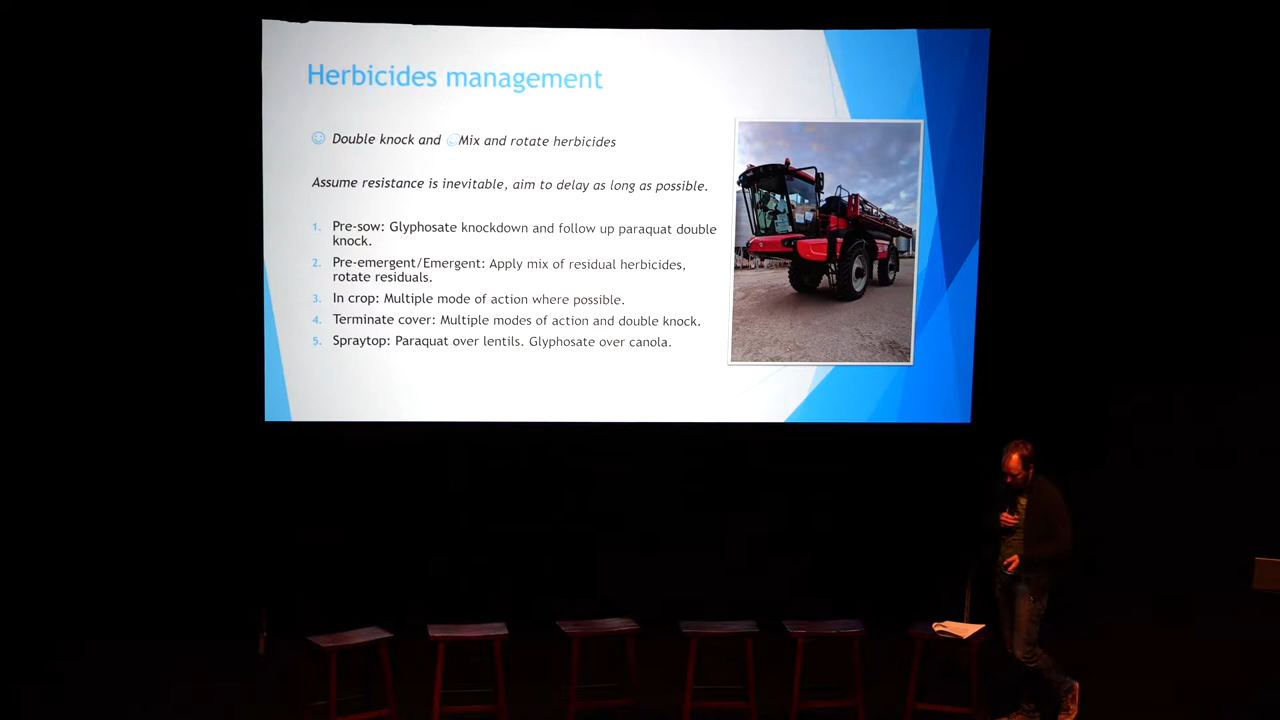 Herbicides management
Double knock and Mix and rotate herbicides
Assume resistance is inevitable, aim to delay as long as possible.
1. Pre-sow: Glyphosate knockdown and follow up paraquat double
knock.
2. Pre-emergent/Emergent: Apply mix of residual herbicides,
rotate residuals.
3. In crop: Multiple mode of action where possible.
4. Terminate cover: Multiple modes of action and double knock.
5. Spraytop: Paraquat over lentils. Glyphosate over canola.